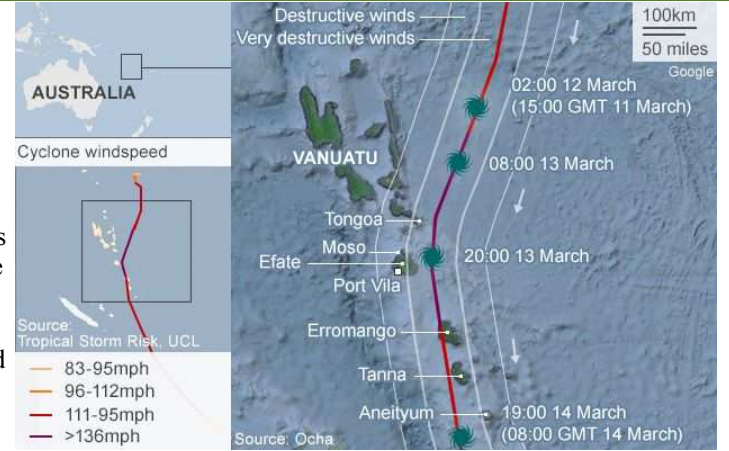 AUSTRALIA
Cyclone windspeed
Source:
Tropical Storm Risk, UCL
83-95mph
96-112mph
111-95mph
>136mph
Destructive winds
Very destructive winds
100km
50 miles
Google
02:00 12 March
(15:00 GMT 11 March)
VANUATU
08:00 13 March
Tongoa
Moso
20:00 13 March
Efate
Port Vila
Erromango
Tanna
Aneityum
19:00 14 March
(08:00 GMT 14 March)
Source: Ocha